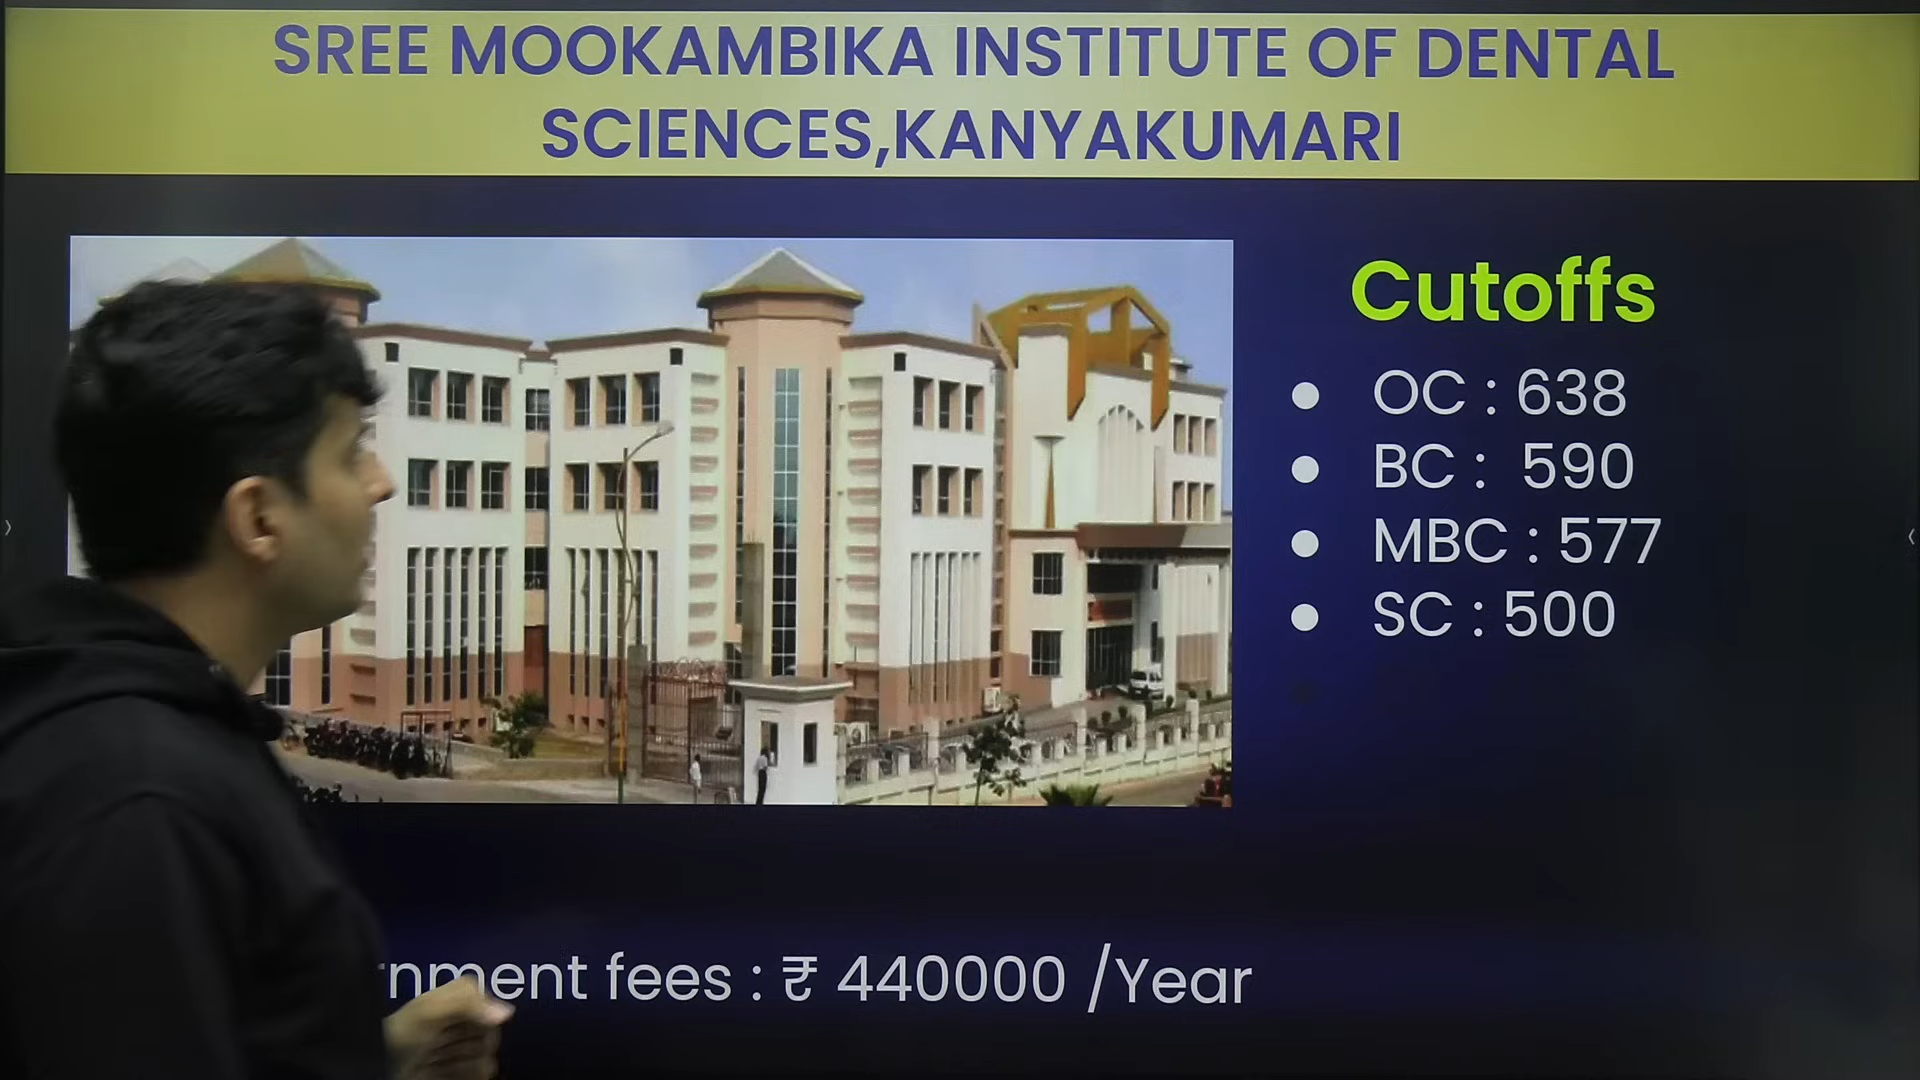 SREE MOOKAMBIKA INSTITUTE OF DENTAL
SCIENCES,KANYAKUMARI
Cutoffs
• OC : 638
• BC : 590
• MBC : 577
• SC : 500
fees : ₹ 440000 /Year